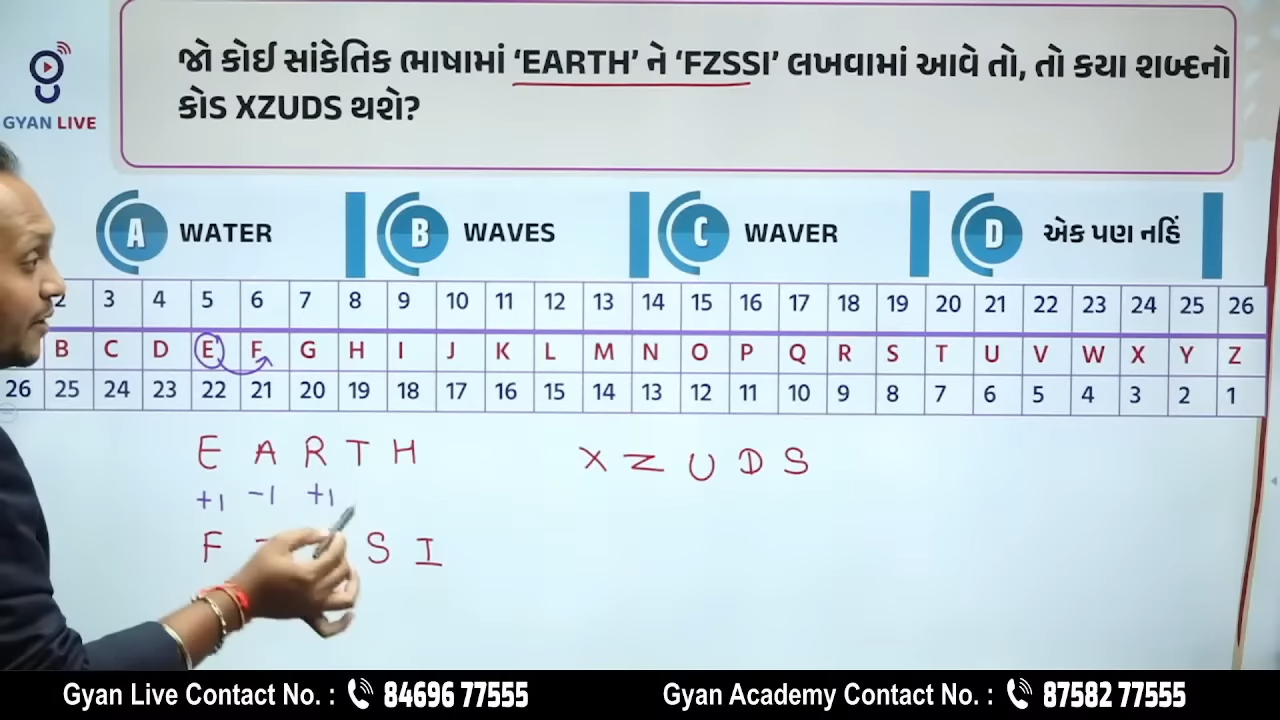 જો કોઈ સાંકેતિક ભાષામાં ‘EARTH’ ને ‘FZSSI’ લખવામાં આવે તો, તો કયા શબ્દનો
કોડ XZUDS થશે?
GYAN LIVE
A WATER B WAVES C WAVER D એક પણ નહિં
2 3 4 5 6 7 8 9 10 11 12 13 14 15 16 17 18 19 20 21 22 23 24 25 26
B C D E F G H I J K L M N O P Q R S T U V W X Y Z
26 25 24 23 22 21 20 19 18 17 16 15 14 13 12 11 10 9 8 7 6 5 4 3 2 1
E A R T H X Z U D S
+1 -1 +1
F S I
Gyan Live Contact No. : 84696 77555 Gyan Academy Contact No. : 87582 77555